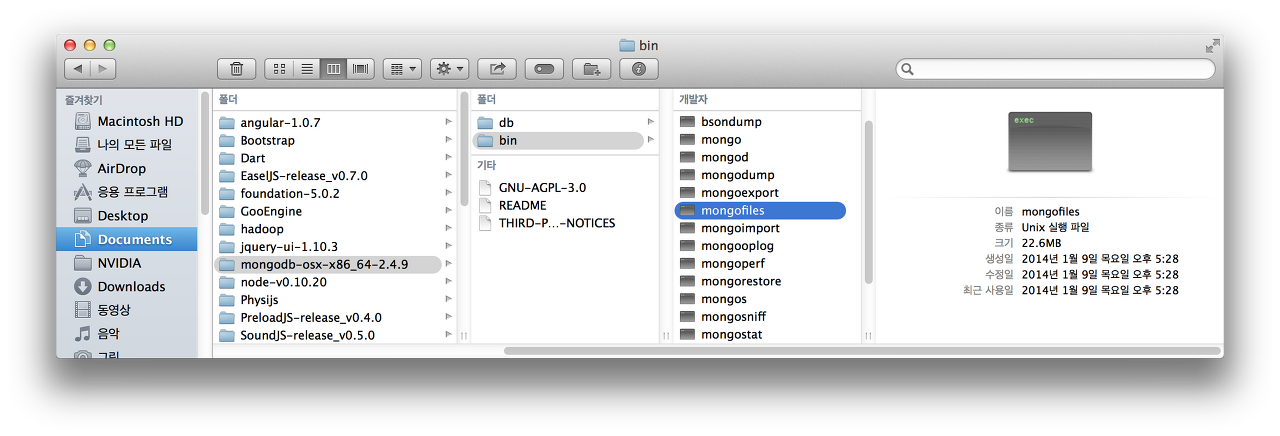 bin
즐겨찾기
Macintosh HD
나의 모든 파일
AirDrop
응용 프로그램
Desktop
Documents
NVIDIA
Downloads
동영상
음악
그림
폴더
angular-1.0.7
Bootstrap
Dart
EaselJS-release_v0.7.0
foundation-5.0.2
GooEngine
hadoop
jquery-ui-1.10.3
mongodb-osx-x86_64-2.4.9
node-v0.10.20
Physijs
PreloadJS-release_v0.4.0
SoundJS-release_v0.5.0
폴더
db
bin
기타
GNU-AGPL-3.0
README
THIRD-P...-NOTICES
개발자
bsondump
mongo
mongod
mongodump
mongoexport
mongofiles
mongoimport
mongooplog
mongoperf
mongorestore
mongos
mongosniff
mongostat
exec
이름 mongofiles
종류 Unix 실행 파일
크기 22.6MB
생성일 2014년 1월 9일 목요일 오후 5:28
수정일 2014년 1월 9일 목요일 오후 5:28
최근 사용일 2014년 1월 9일 목요일 오후 5:28